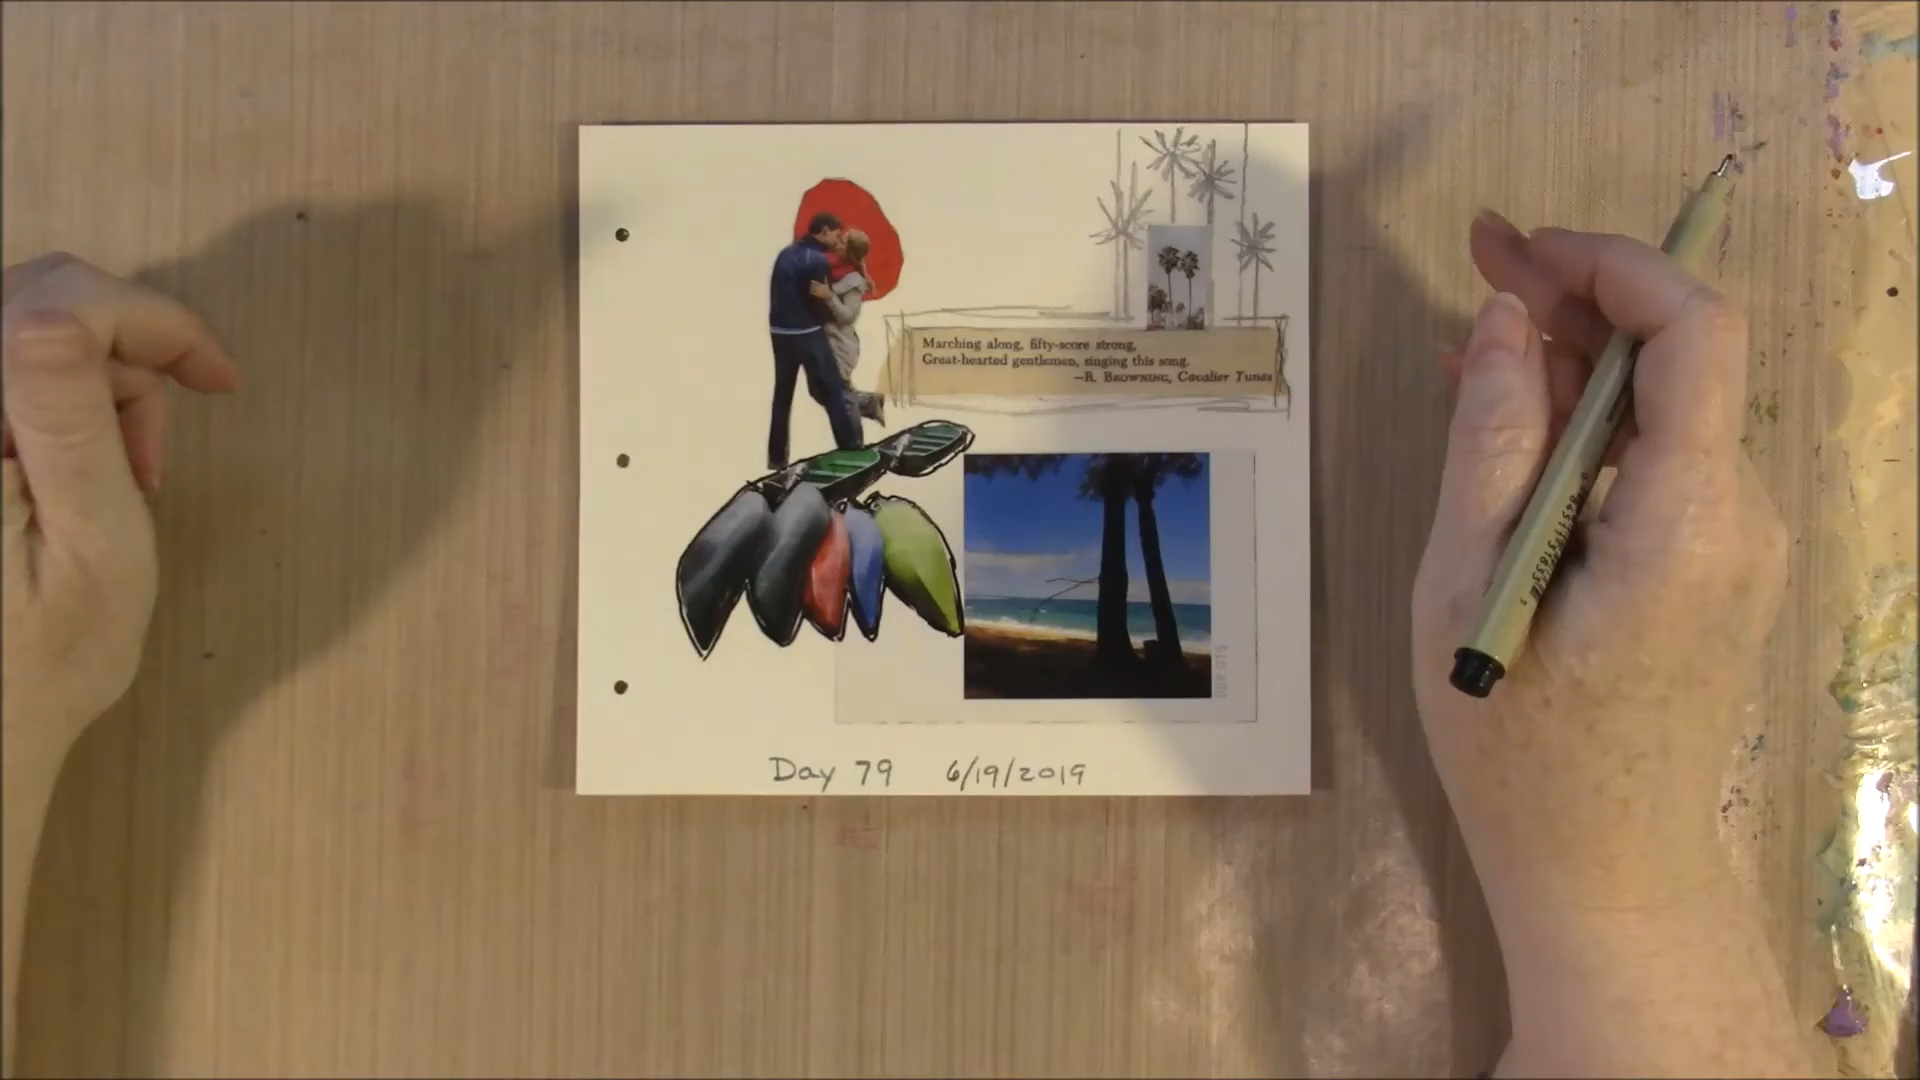 Marching along, fifty-score strong,
Great-hearted gentlemen, singing this song.
—R. BROWNING, Cavalier Tunes
Day 79 6/19/2019